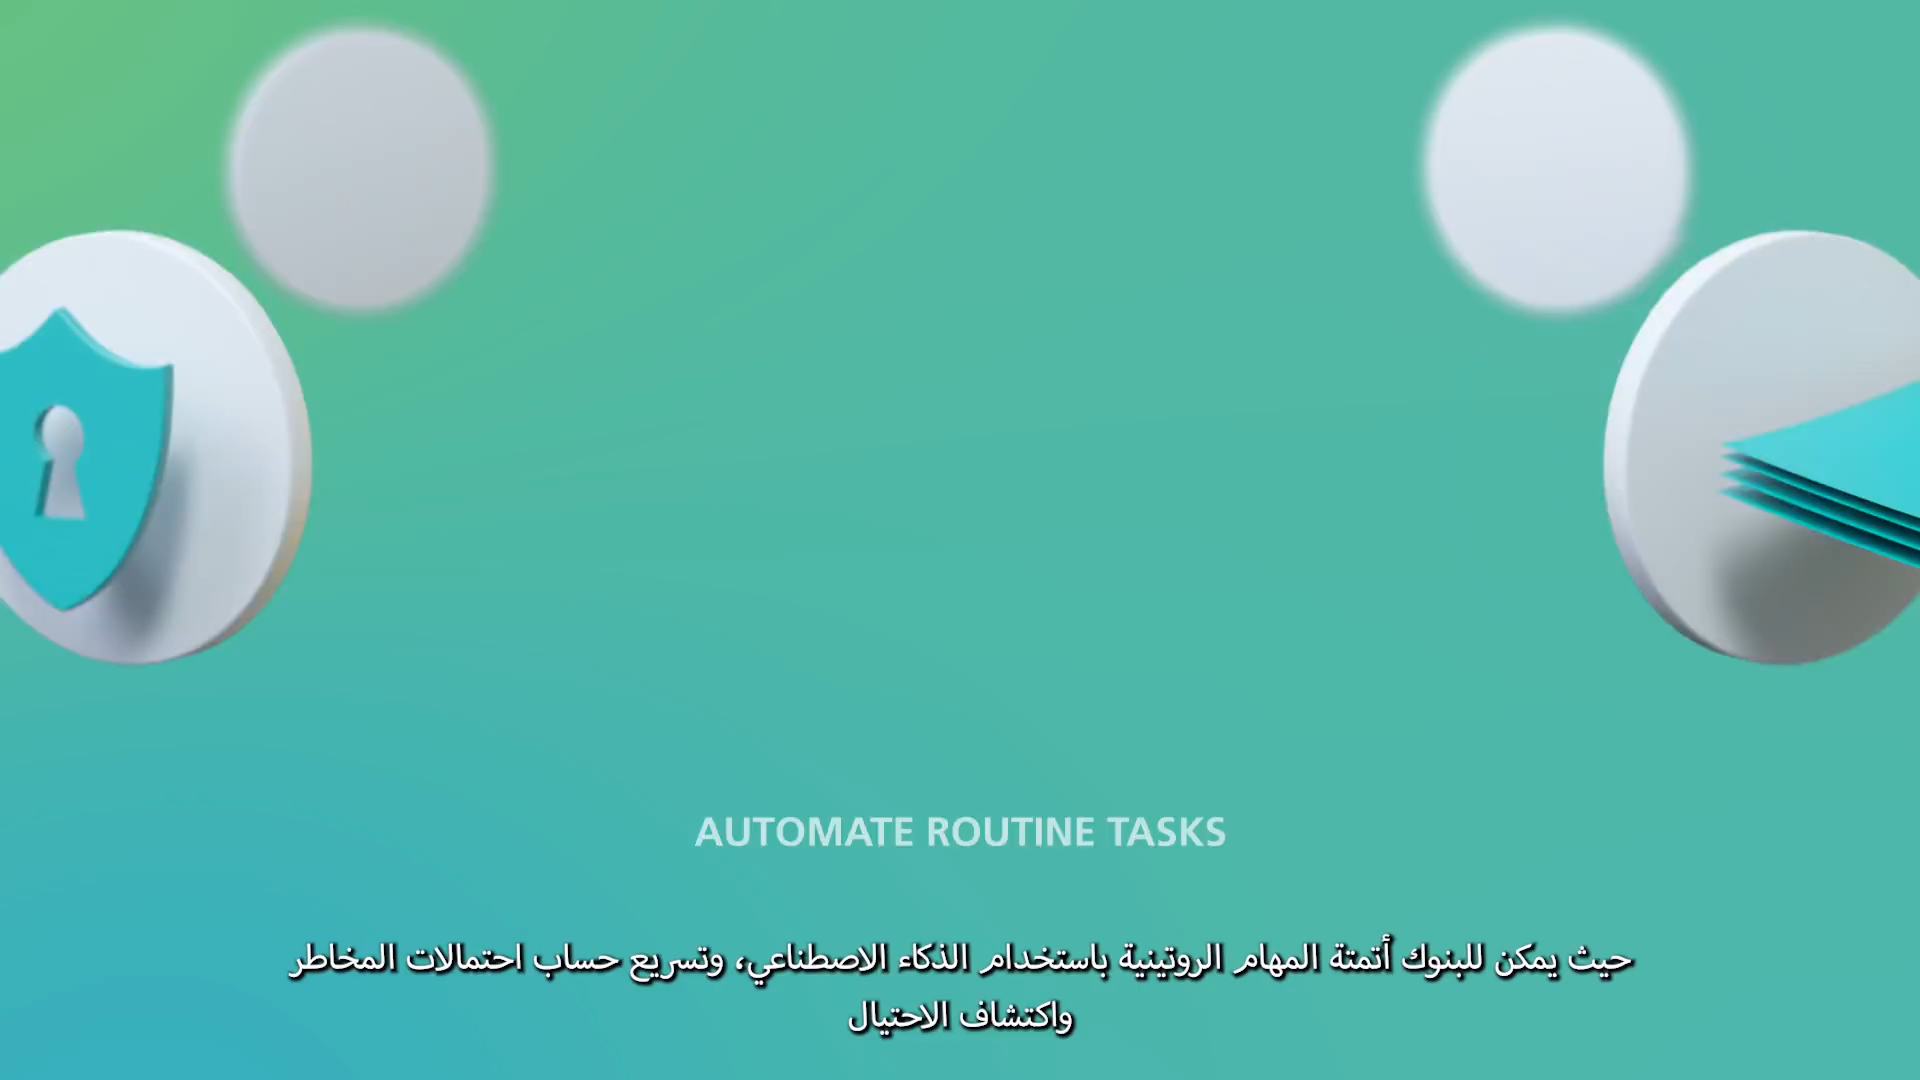 AUTOMATE ROUTINE TASKS
حيث يمكن للبنوك أتمتة المهام الروتينية باستخدام الذكاء الاصطناعي، وتسريع حساب احتمالات المخاطر
واكتشاف الاحتيال